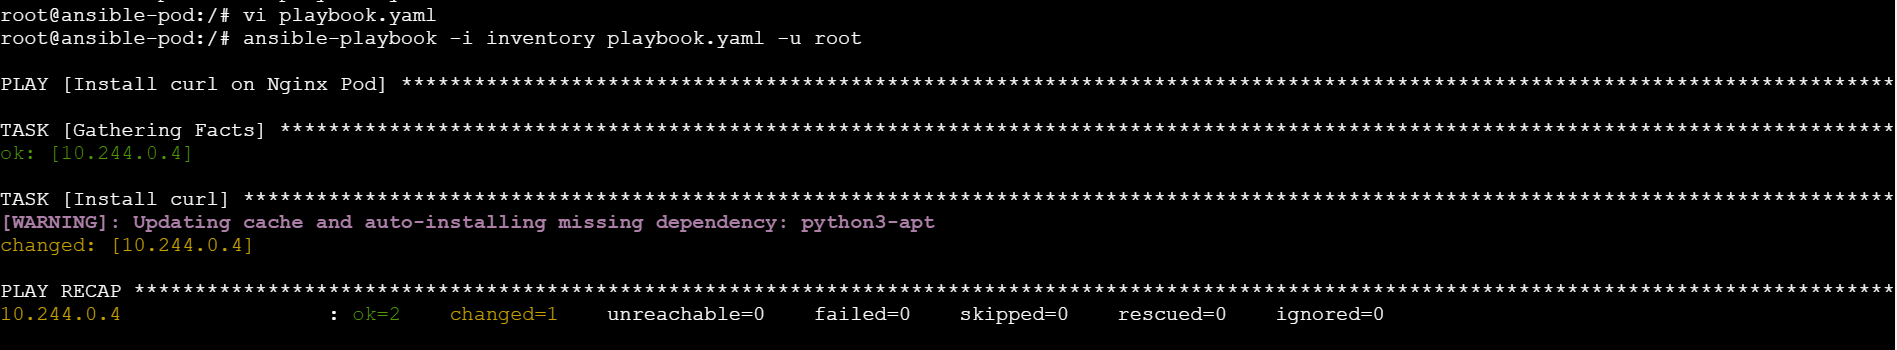 root@ansible-pod:/# vi playbook.yaml
root@ansible-pod:/# ansible-playbook -i inventory playbook.yaml -u root
PLAY [Install curl on Nginx Pod] ***************************************************************************************************************************
TASK [Gathering Facts] *************************************************************************************************************************************
ok: [10.244.0.4]
TASK [Install curl] ****************************************************************************************************************************************
[WARNING]: Updating cache and auto-installing missing dependency: python3-apt
changed: [10.244.0.4]
PLAY RECAP *************************************************************************************************************************************************
10.244.0.4                 : ok=2    changed=1    unreachable=0    failed=0    skipped=0    rescued=0    ignored=0